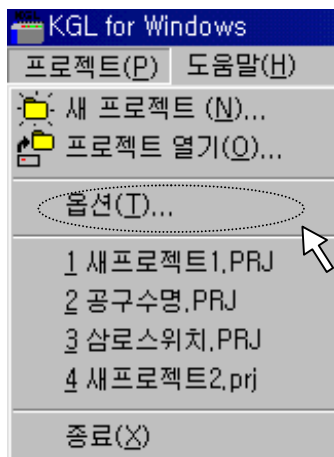 KGL for Windows
프로젝트(P) 도움말(H)
새 프로젝트 (N)...
프로젝트 열기(O)...
옵션(T)...
1 새프로젝트1.PRJ
2 공구수명.PRJ
3 삼로스위치.PRJ
4 새프로젝트2.prj
종료(X)